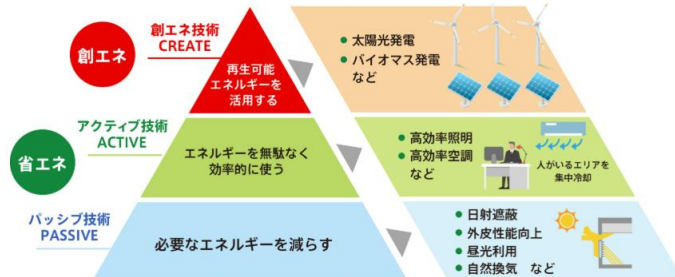 創エネ
創エネ技術
CREATE
再生可能
エネルギーを
活用する
● 太陽光発電
● バイオマス発電
など
省エネ
アクティブ技術
ACTIVE
エネルギーを無駄なく
効率的に使う
● 高効率照明
● 高効率空調
など
人がいるエリアを
集中冷却
パッシブ技術
PASSIVE
必要なエネルギーを減らす
● 日射遮蔽
● 外皮性能向上
● 昼光利用
● 自然換気 など